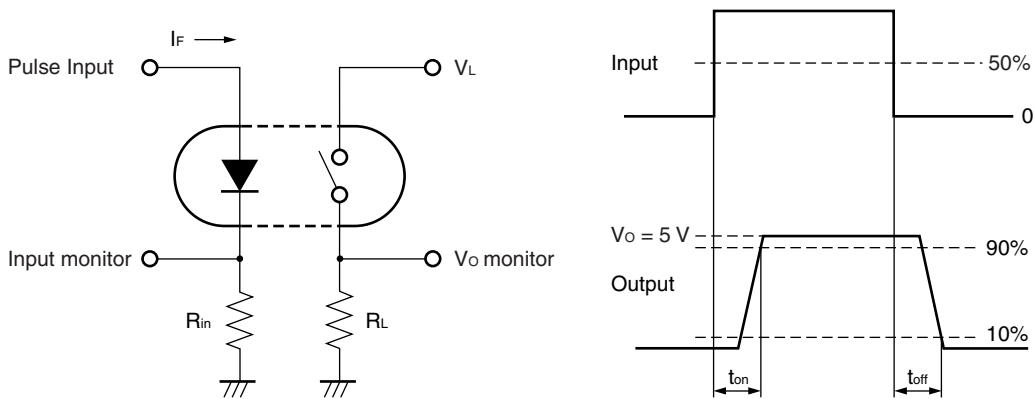 IF
Pulse Input
VL
Input monitor
VO monitor
Rin
RL
Input
50%
0
VO = 5 V
90%
Output
10%
ton
toff